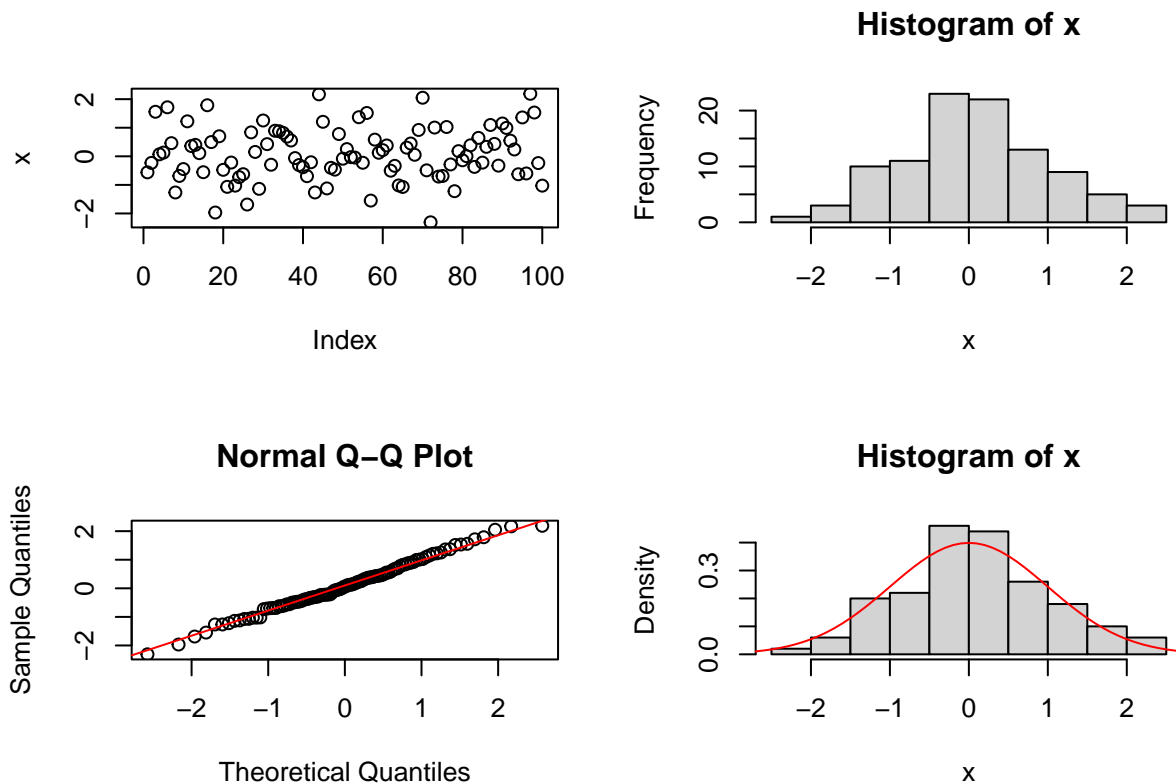 x
2
0
−2
0 20 40 60 80 100
Index
Histogram of x
Frequency
20
10
0
−2 −1 0 1 2
x
Normal Q−Q Plot
Sample Quantiles
2
0
−2
−2 −1 0 1 2
Theoretical Quantiles
Histogram of x
Density
0.3
0.0
−2 −1 0 1 2
x